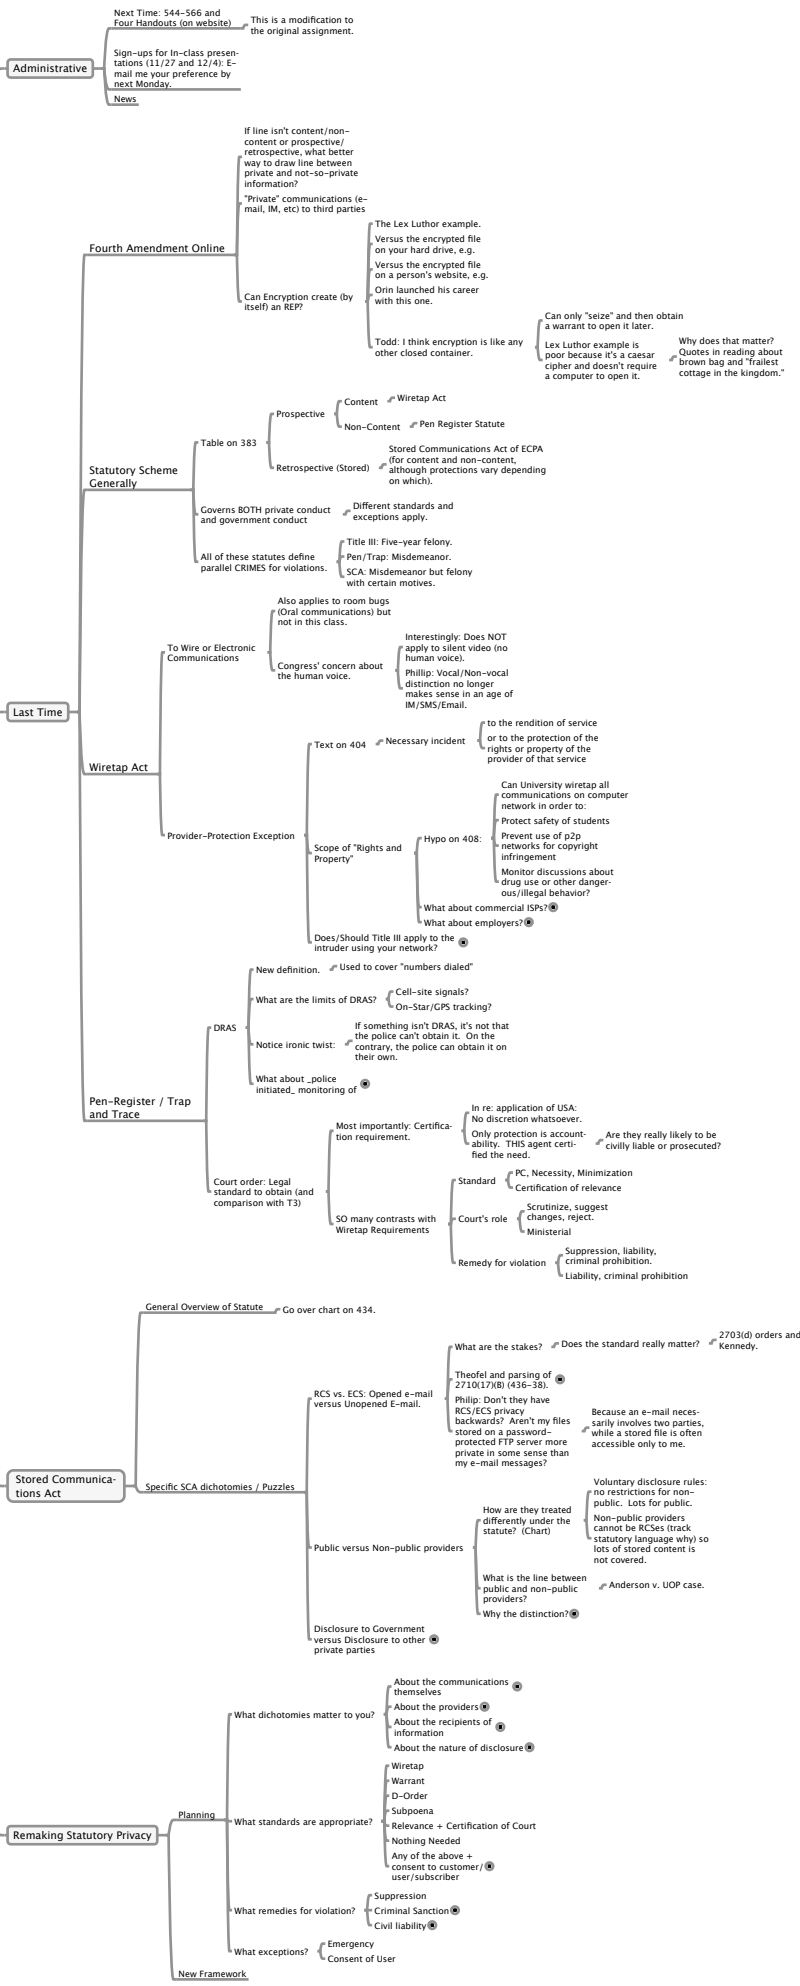 Next Time: 544-566 and
Four Handouts (on website)
This is a modification to
the original assignment.
Administrative
Sign-ups for In-class presen-
tations (11/27 and 12/4): E-
mail me your preference by
next Monday.
News
Last Time
Fourth Amendment Online
If line isn't content/non-
content or prospective/
retrospective, what better
way to draw line between
private and not-so-private
information?
"Private" communications (e-
mail, IM, etc) to third parties
Can Encryption create (by
itself) an REP?
The Lex Luthor example.
Versus the encrypted file
on your hard drive, e.g.
Versus the encrypted file
on a person's website, e.g.
Orin launched his career
with this one.
Todd: I think encryption is like any
other closed container.
Can only "seize" and then obtain
a warrant to open it later.
Lex Luthor example is
poor because it's a caesar
cipher and doesn't require
a computer to open it.
Why does that matter?
Quotes in reading about
brown bag and "frailest
cottage in the kingdom."
Statutory Scheme
Generally
Table on 383
Prospective
Content
Wiretap Act
Non-Content
Pen Register Statute
Retrospective (Stored)
Stored Communications Act of ECPA
(for content and non-content,
although protections vary depending
on which).
Governs BOTH private conduct
and government conduct
Different standards and
exceptions apply.
All of these statutes define
parallel CRIMES for violations.
Title III: Five-year felony.
Pen/Trap: Misdemeanor.
SCA: Misdemeanor but felony
with certain motives.
Wiretap Act
To Wire or Electronic
Communications
Also applies to room bugs
(Oral communications) but
not in this class.
Congress' concern about
the human voice.
Interestingly: Does NOT
apply to silent video (no
human voice).
Phillip: Vocal/Non-vocal
distinction no longer
makes sense in an age of
IM/SMS/Email.
Provider-Protection Exception
Text on 404
Necessary incident
to the rendition of service
or to the protection of the
rights or property of the
provider of that service
Scope of "Rights and
Property"
Hypo on 408:
Can University wiretap all
communications on computer
network in order to:
Protect safety of students
Prevent use of p2p
networks for copyright
infringement
Monitor discussions about
drug use or other danger-
ous/illegal behavior?
What about commercial ISPs?
What about employers?
Does/Should Title III apply to the
intruder using your network?
Pen-Register / Trap
and Trace
DRAS
New definition.
Used to cover "numbers dialed"
What are the limits of DRAS?
Cell-site signals?
On-Star/GPS tracking?
Notice ironic twist:
If something isn't DRAS, it's not that
the police can't obtain it. On the
contrary, the police can obtain it on
their own.
What about _police
initiated_ monitoring of
Court order: Legal
standard to obtain (and
comparison with T3)
Most importantly: Certifica-
tion requirement.
In re: application of USA:
No discretion whatsoever.
Only protection is account-
ability. THIS agent certi-
fied the need.
Are they really likely to be
civilly liable or prosecuted?
SO many contrasts with
Wiretap Requirements
Standard
PC, Necessity, Minimization
Certification of relevance
Court's role
Scrutinize, suggest
changes, reject.
Ministerial
Remedy for violation
Suppression, liability,
criminal prohibition.
Liability, criminal prohibition
Stored Communica-
tions Act
General Overview of Statute
Go over chart on 434.
Specific SCA dichotomies / Puzzles
RCS vs. ECS: Opened e-mail
versus Unopened E-mail.
What are the stakes?
Does the standard really matter?
2703(d) orders and
Kennedy.
Theofel and parsing of
2710(17)(B) (436-38).
Philip: Don't they have
RCS/ECS privacy
backwards? Aren't my files
stored on a password-
protected FTP server more
private in some sense than
my e-mail messages?
Because an e-mail neces-
sarily involves two parties,
while a stored file is often
accessible only to me.
Public versus Non-public providers
How are they treated
differently under the
statute? (Chart)
Voluntary disclosure rules:
no restrictions for non-
public. Lots for public.
Non-public providers
cannot be RCSes (track
statutory language why) so
lots of stored content is
not covered.
What is the line between
public and non-public
providers?
Anderson v. UOP case.
Why the distinction?
Disclosure to Government
versus Disclosure to other
private parties
Remaking Statutory Privacy
Planning
What dichotomies matter to you?
About the communications
themselves
About the providers
About the recipients of
information
About the nature of disclosure
What standards are appropriate?
Wiretap
Warrant
D-Order
Subpoena
Relevance + Certification of Court
Nothing Needed
Any of the above +
consent to customer/
user/subscriber
What remedies for violation?
Suppression
Criminal Sanction
Civil liability
What exceptions?
Emergency
Consent of User
New Framework